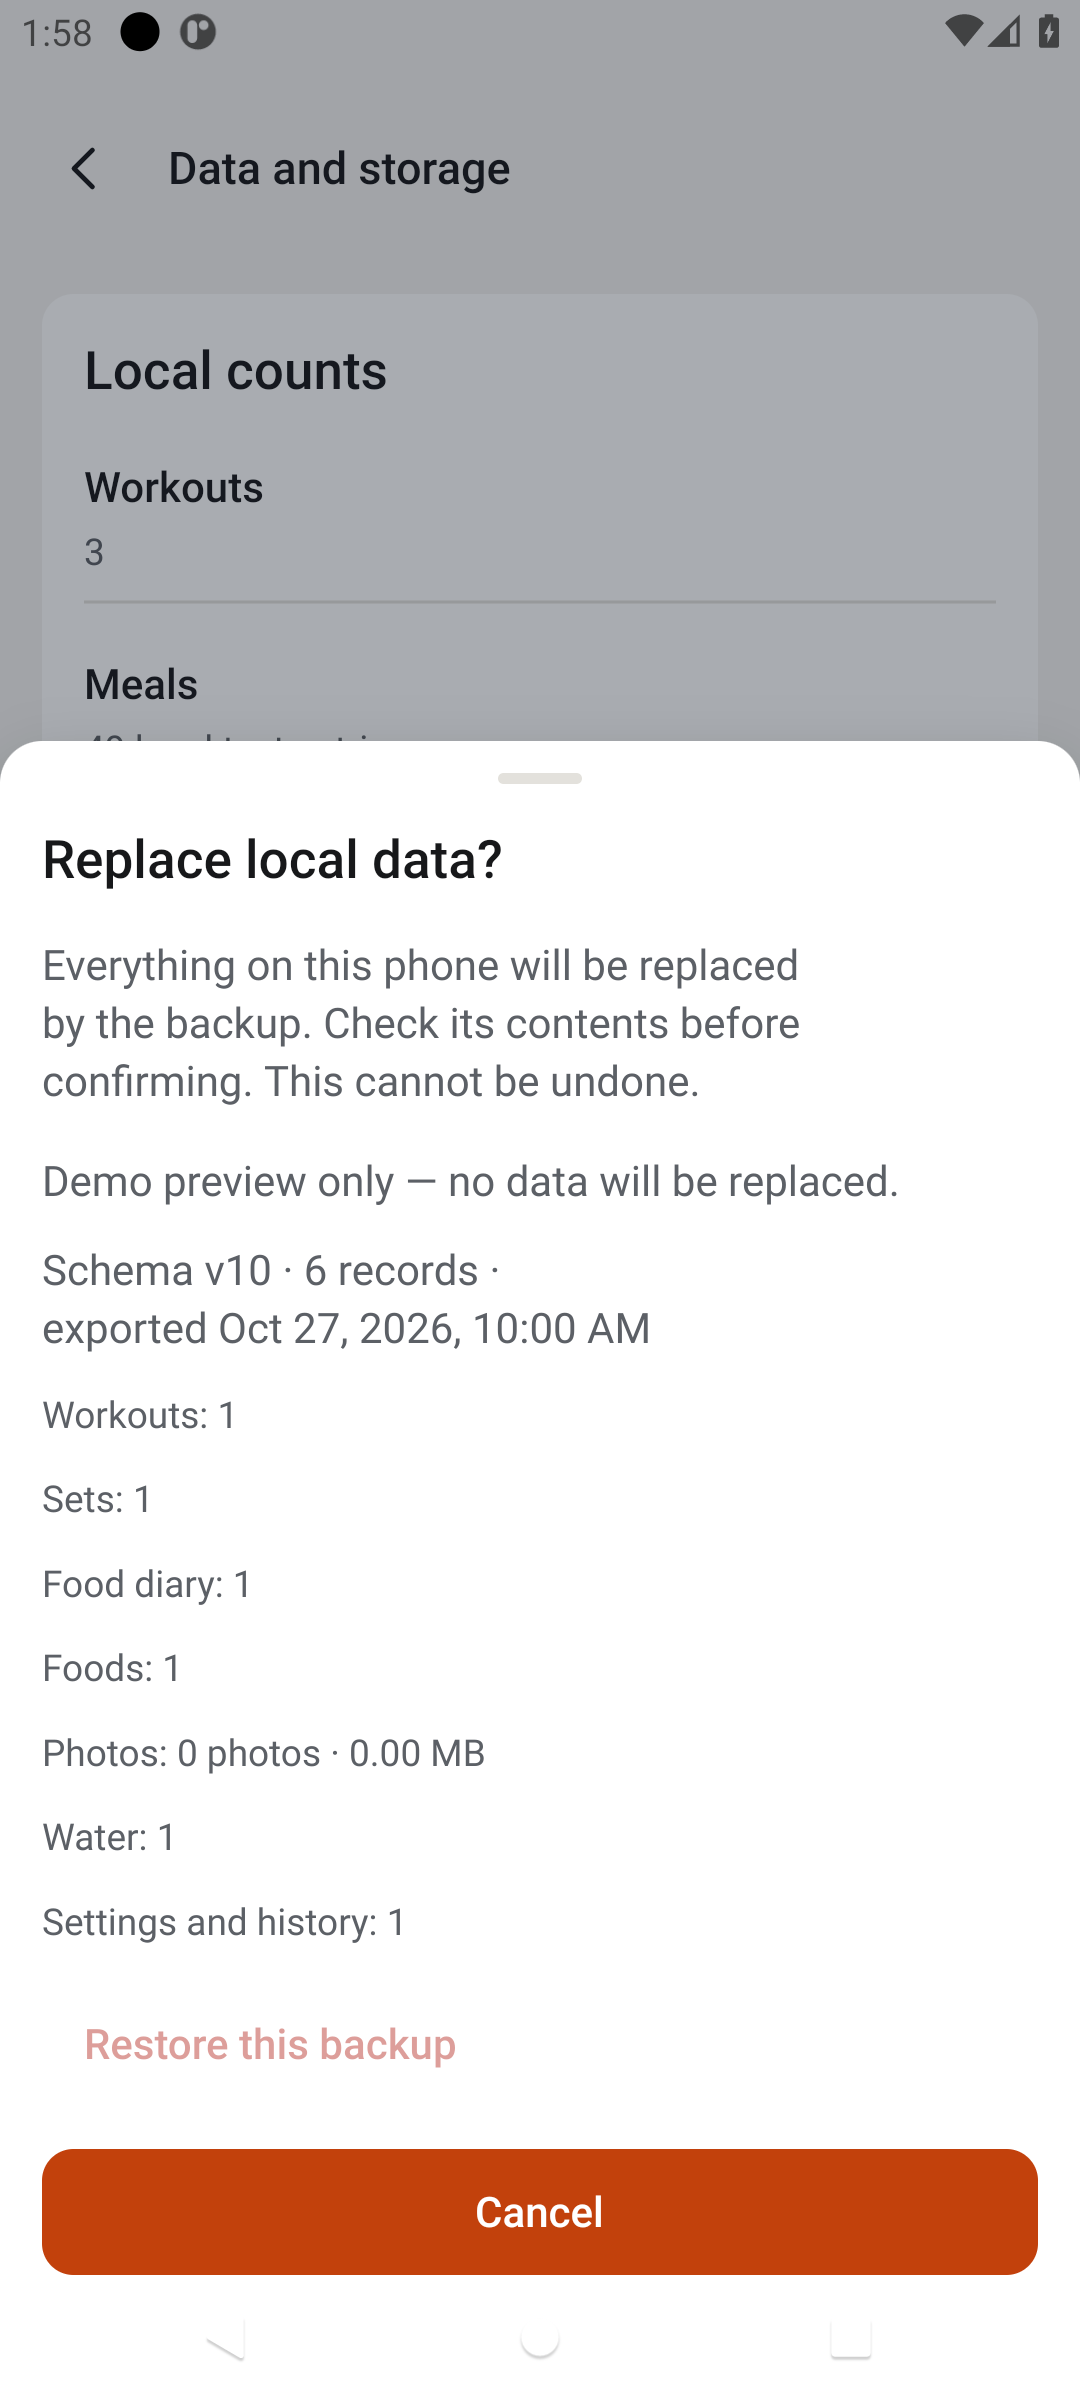 1:58
Data and storage
Local counts
Workouts
3
Meals
Replace local data?
Everything on this phone will be replaced
by the backup. Check its contents before
confirming. This cannot be undone.
Demo preview only — no data will be replaced.
Schema v10 · 6 records ·
exported Oct 27, 2026, 10:00 AM
Workouts: 1
Sets: 1
Food diary: 1
Foods: 1
Photos: 0 photos · 0.00 MB
Water: 1
Settings and history: 1
Restore this backup
Cancel